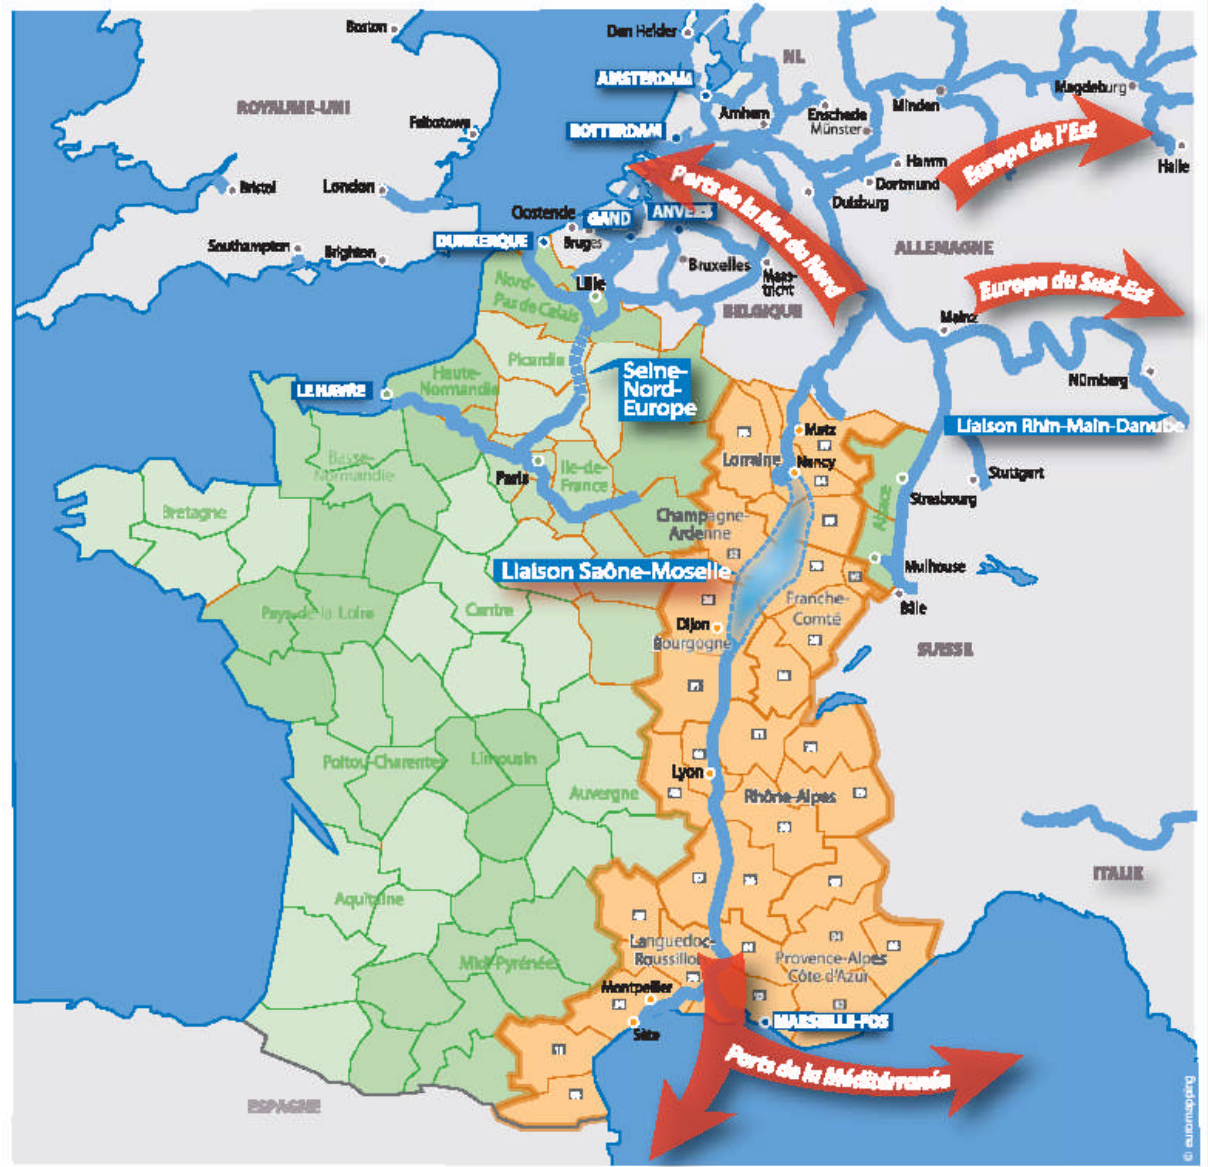 Boston
Den Helder
NL
AMSTERDAM
ROYAUME-UNI
Magdeburg
Minden
Arnhem
Enschede
Münster
Felixstowe
ROTTERDAM
Europe de l'Est
Halle
Hamm
Dortmund
Duisburg
Bristol
London
Ports de la Mer du Nord
Oostende
GAND
ANVERS
Southampton
Brighton
DUNKERQUE
Bruges
ALLEMAGNE
Bruxelles
Maas-
tricht
Lille
Nord-
Pas de Calais
Europe du Sud-Est
BELGIQUE
Mainz
Picardie
Seine-
Nord-
Europe
Haute-
Normandie
LE HAVRE
Nürnberg
Liaison Rhin-Main-Danube
Metz
Lorraine
Nancy
Basse-
Normandie
Paris
Ile-de-
France
Stuttgart
Strasbourg
Alsace
Bretagne
Champagne-
Ardenne
Liaison Saône-Moselle
Mulhouse
Bâle
Franche-
Comté
Pays-de-la-Loire
Centre
Dijon
Bourgogne
SUISSE
Poitou-Charentes
Limousin
Auvergne
Lyon
Rhône-Alpes
ITALIE
Aquitaine
Languedoc-
Roussillon
Midi-Pyrénées
Provence-Alpes
Côte d'Azur
Montpellier
Sète
MARSEILLE-FOS
Ports de la Méditérranée
ESPAGNE
© euromapping